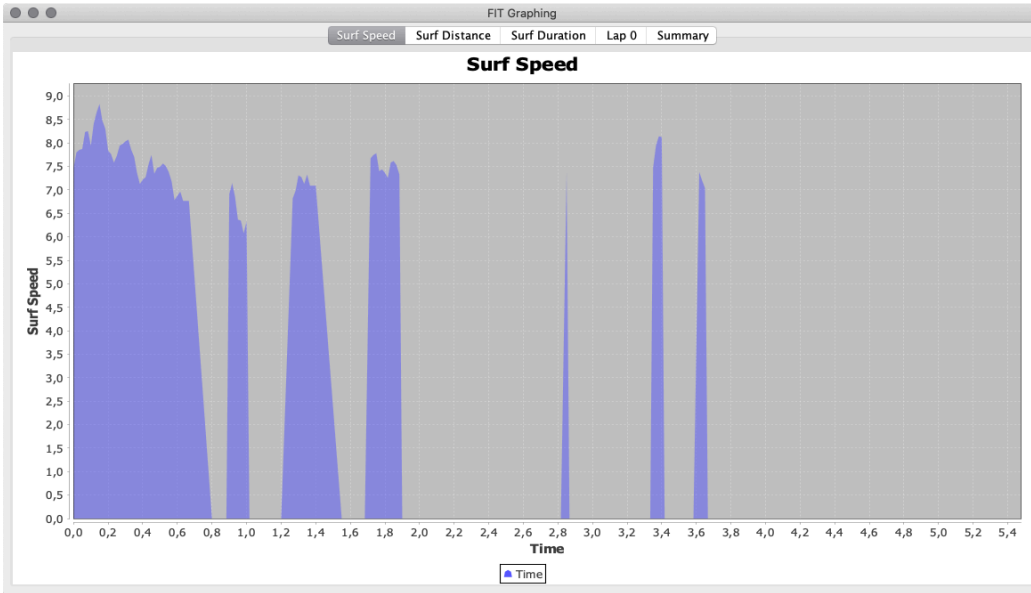 FIT Graphing
Surf Speed Surf Distance Surf Duration Lap 0 Summary
Surf Speed
9,0
8,5
8,0
7,5
7,0
6,5
6,0
5,5
5,0
4,5
4,0
3,5
3,0
2,5
2,0
1,5
1,0
0,5
0,0
Surf Speed
0,0 0,2 0,4 0,6 0,8 1,0 1,2 1,4 1,6 1,8 2,0 2,2 2,4 2,6 2,8 3,0 3,2 3,4 3,6 3,8 4,0 4,2 4,4 4,6 4,8 5,0 5,2 5,4
Time
Time